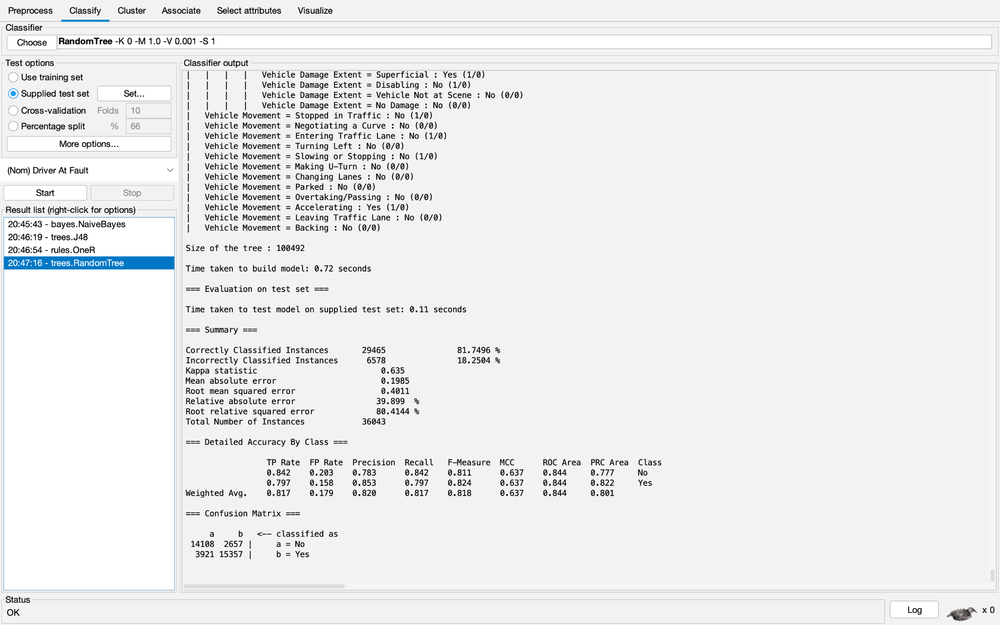 Preprocess Classify Cluster Associate Select attributes Visualize
Classifier
Choose RandomTree -K 0 -M 1.0 -V 0.001 -S 1
Test options
Use training set
Supplied test set Set...
Cross-validation Folds 10
Percentage split % 66
More options...
(Nom) Driver At Fault
Start Stop
Result list (right-click for options)
20:45:43 - bayes.NaiveBayes
20:46:19 - trees.J48
20:46:54 - rules.OneR
20:47:16 - trees.RandomTree
Classifier output
| | | | Vehicle Damage Extent = Superficial : Yes (1/0)
| | | | Vehicle Damage Extent = Disabling : No (1/0)
| | | | Vehicle Damage Extent = Vehicle Not at Scene : No (0/0)
| | | | Vehicle Damage Extent = No Damage : No (0/0)
| Vehicle Movement = Stopped in Traffic : No (1/0)
| Vehicle Movement = Negotiating a Curve : No (0/0)
| Vehicle Movement = Entering Traffic Lane : No (1/0)
| Vehicle Movement = Turning Left : No (0/0)
| Vehicle Movement = Slowing or Stopping : No (1/0)
| Vehicle Movement = Making U-Turn : No (0/0)
| Vehicle Movement = Changing Lanes : No (0/0)
| Vehicle Movement = Parked : No (0/0)
| Vehicle Movement = Overtaking/Passing : No (0/0)
| Vehicle Movement = Accelerating : Yes (1/0)
| Vehicle Movement = Leaving Traffic Lane : No (0/0)
| Vehicle Movement = Backing : No (0/0)
Size of the tree : 100492
Time taken to build model: 0.72 seconds
=== Evaluation on test set ===
Time taken to test model on supplied test set: 0.11 seconds
=== Summary ===
Correctly Classified Instances 29465 81.7496 %
Incorrectly Classified Instances 6578 18.2504 %
Kappa statistic 0.635
Mean absolute error 0.1985
Root mean squared error 0.4011
Relative absolute error 39.899 %
Root relative squared error 80.4144 %
Total Number of Instances 36043
=== Detailed Accuracy By Class ===
TP Rate FP Rate Precision Recall F-Measure MCC ROC Area PRC Area Class
0.842 0.203 0.783 0.842 0.811 0.637 0.844 0.777 No
0.797 0.158 0.853 0.797 0.824 0.637 0.844 0.822 Yes
Weighted Avg. 0.817 0.179 0.820 0.817 0.818 0.637 0.844 0.801
=== Confusion Matrix ===
a b <-- classified as
14108 2657 | a = No
3921 15357 | b = Yes
Status
OK
Log x 0